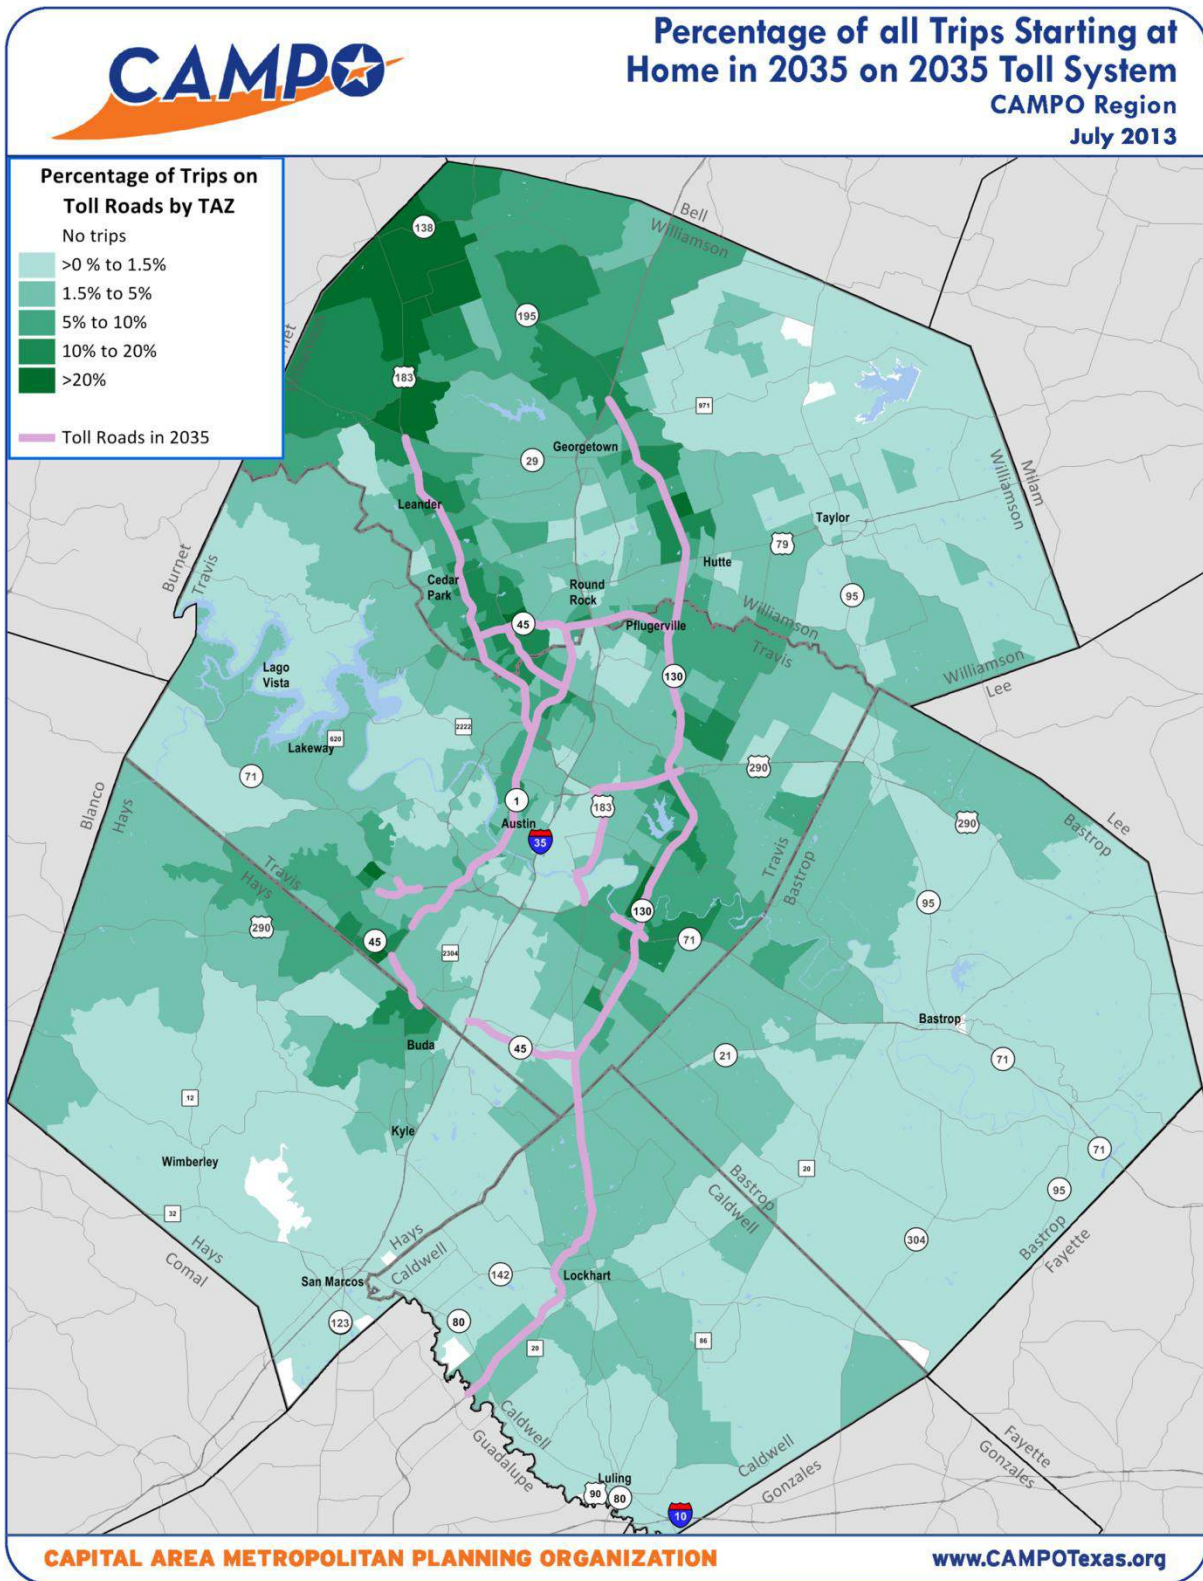 CAMPO
Percentage of all Trips Starting at
Home in 2035 on 2035 Toll System
CAMPO Region
July 2013
Percentage of Trips on
Toll Roads by TAZ
No trips
>0 % to 1.5%
1.5% to 5%
5% to 10%
10% to 20%
>20%
Toll Roads in 2035
138
Bell
Williamson
195
183
971
Georgetown
29
Milam
Williamson
Leander
Taylor
79
Hutte
Burnet
Travis
Cedar
Park
Round
Rock
95
45
Pflugerville
Williamson
Travis
Williamson
Lee
Lago
Vista
130
2222
620
Lakeway
71
290
Blanco
Hays
1
183
Austin
35
290
Lee
Bastrop
Travis
Hays
Travis
Bastrop
95
130
290
45
2304
71
Bastrop
Buda
45
21
71
12
Kyle
Wimberley
71
20
95
Bastrop
Caldwell
32
Hays
Comal
Hays
Caldwell
304
Bastrop
Fayette
San Marcos
142
Lockhart
123
80
20
86
Caldwell
Guadalupe
Caldwell
Gonzales
Fayette
Gonzales
Luling
90
80
10
CAPITAL AREA METROPOLITAN PLANNING ORGANIZATION
www.CAMPOTexas.org